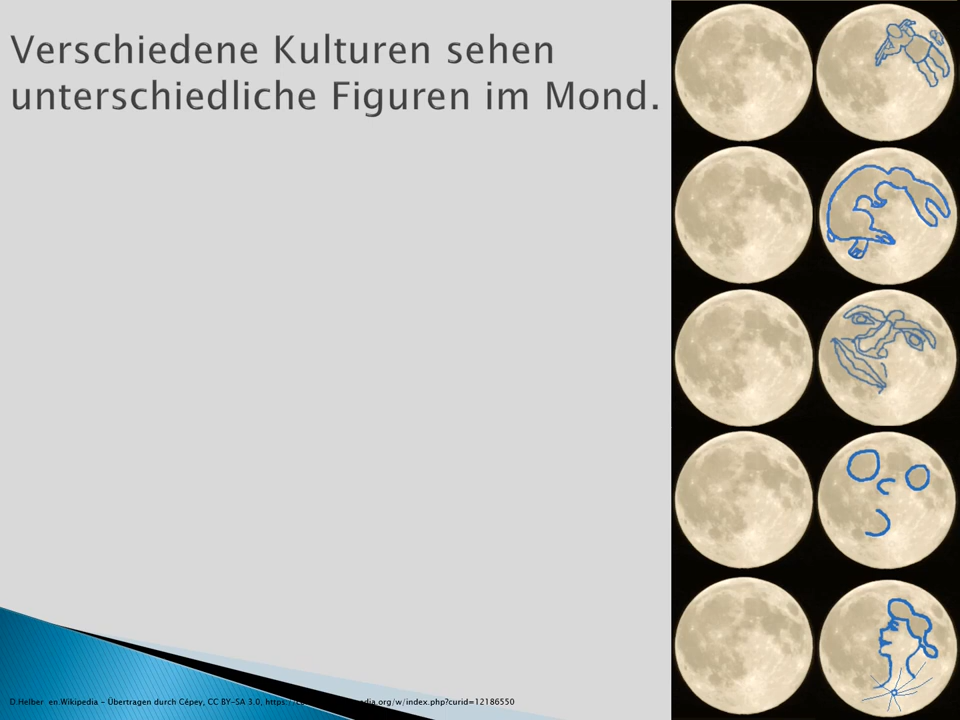 Verschiedene Kulturen sehen
unterschiedliche Figuren im Mond.
D.Helber en.Wikipedia - Übertragen durch Cépey, CC BY-SA 3.0, https://
org/w/index.php?curid=12186550